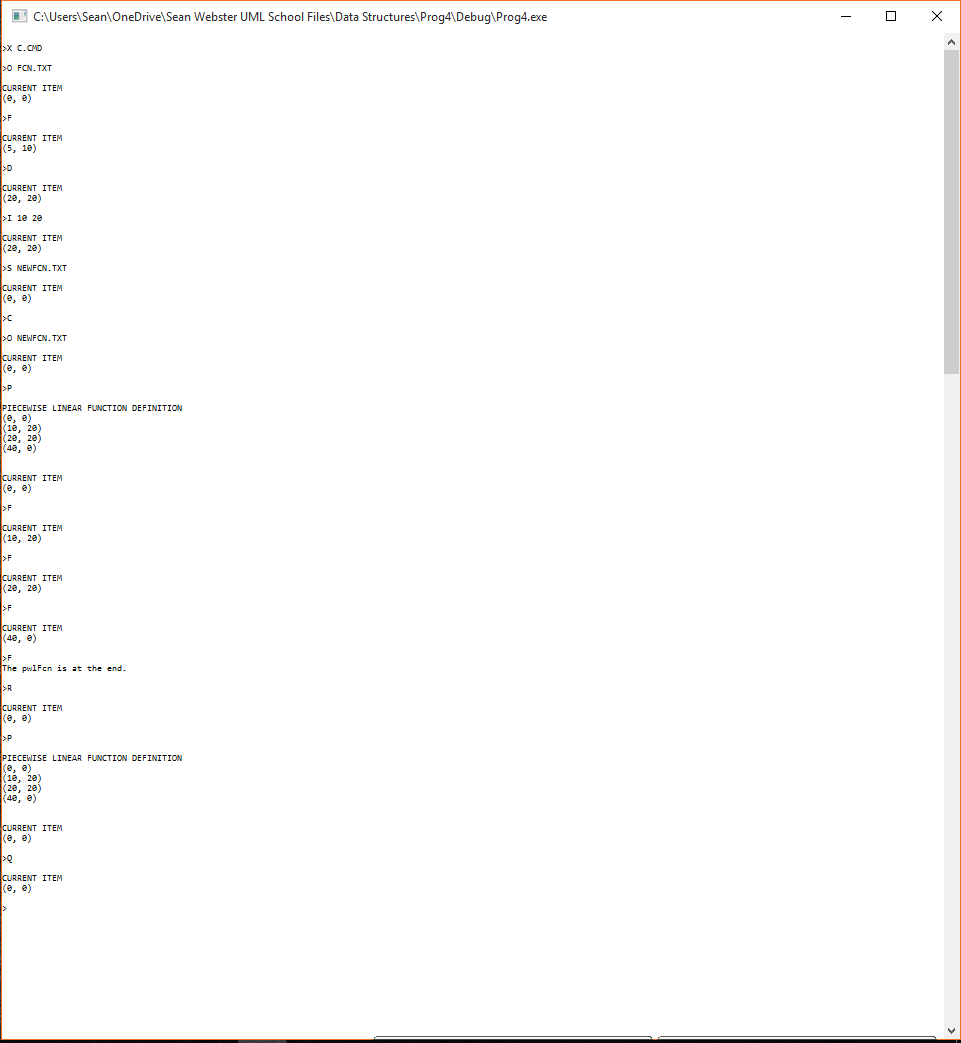 C:\Users\Sean\OneDrive\Sean Webster UML School Files\Data Structures\Prog4\Debug\Prog4.exe
>X C.CMD
>O FCN.TXT
CURRENT ITEM
(0, 0)
>F
CURRENT ITEM
(5, 10)
>D
CURRENT ITEM
(20, 20)
>I 10 20
CURRENT ITEM
(20, 20)
>S NEWFCN.TXT
CURRENT ITEM
(0, 0)
>C
>O NEWFCN.TXT
CURRENT ITEM
(0, 0)
>P
PIECEWISE LINEAR FUNCTION DEFINITION
(0, 0)
(10, 20)
(20, 20)
(40, 0)
CURRENT ITEM
(0, 0)
>F
CURRENT ITEM
(10, 20)
>F
CURRENT ITEM
(20, 20)
>F
CURRENT ITEM
(40, 0)
>F
The pwlFcn is at the end.
>R
CURRENT ITEM
(0, 0)
>P
PIECEWISE LINEAR FUNCTION DEFINITION
(0, 0)
(10, 20)
(20, 20)
(40, 0)
CURRENT ITEM
(0, 0)
>Q
CURRENT ITEM
(0, 0)
>